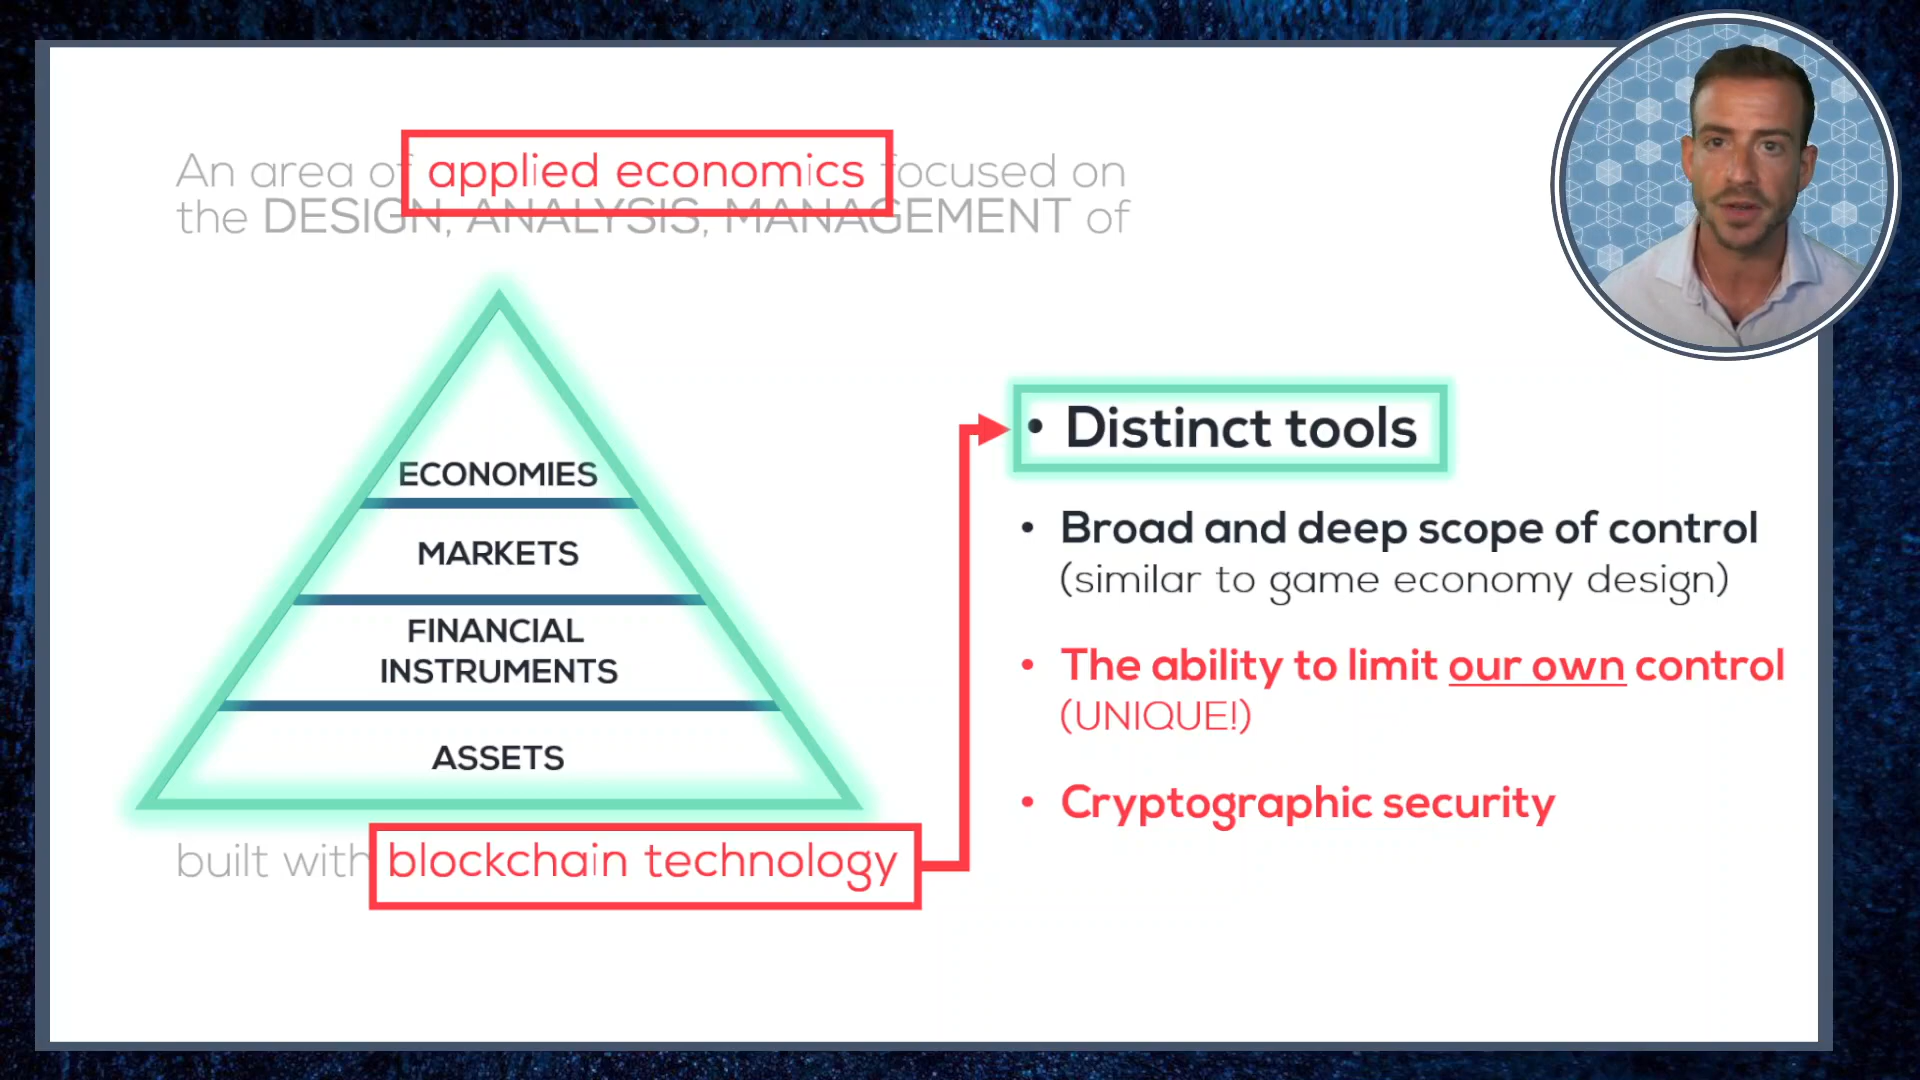 An area of applied economics focused on
the DESIGN, ANALYSIS, MANAGEMENT of
ECONOMIES
MARKETS
FINANCIAL
INSTRUMENTS
ASSETS
built with blockchain technology
• Distinct tools
• Broad and deep scope of control
(similar to game economy design)
• The ability to limit our own control
(UNIQUE!)
• Cryptographic security